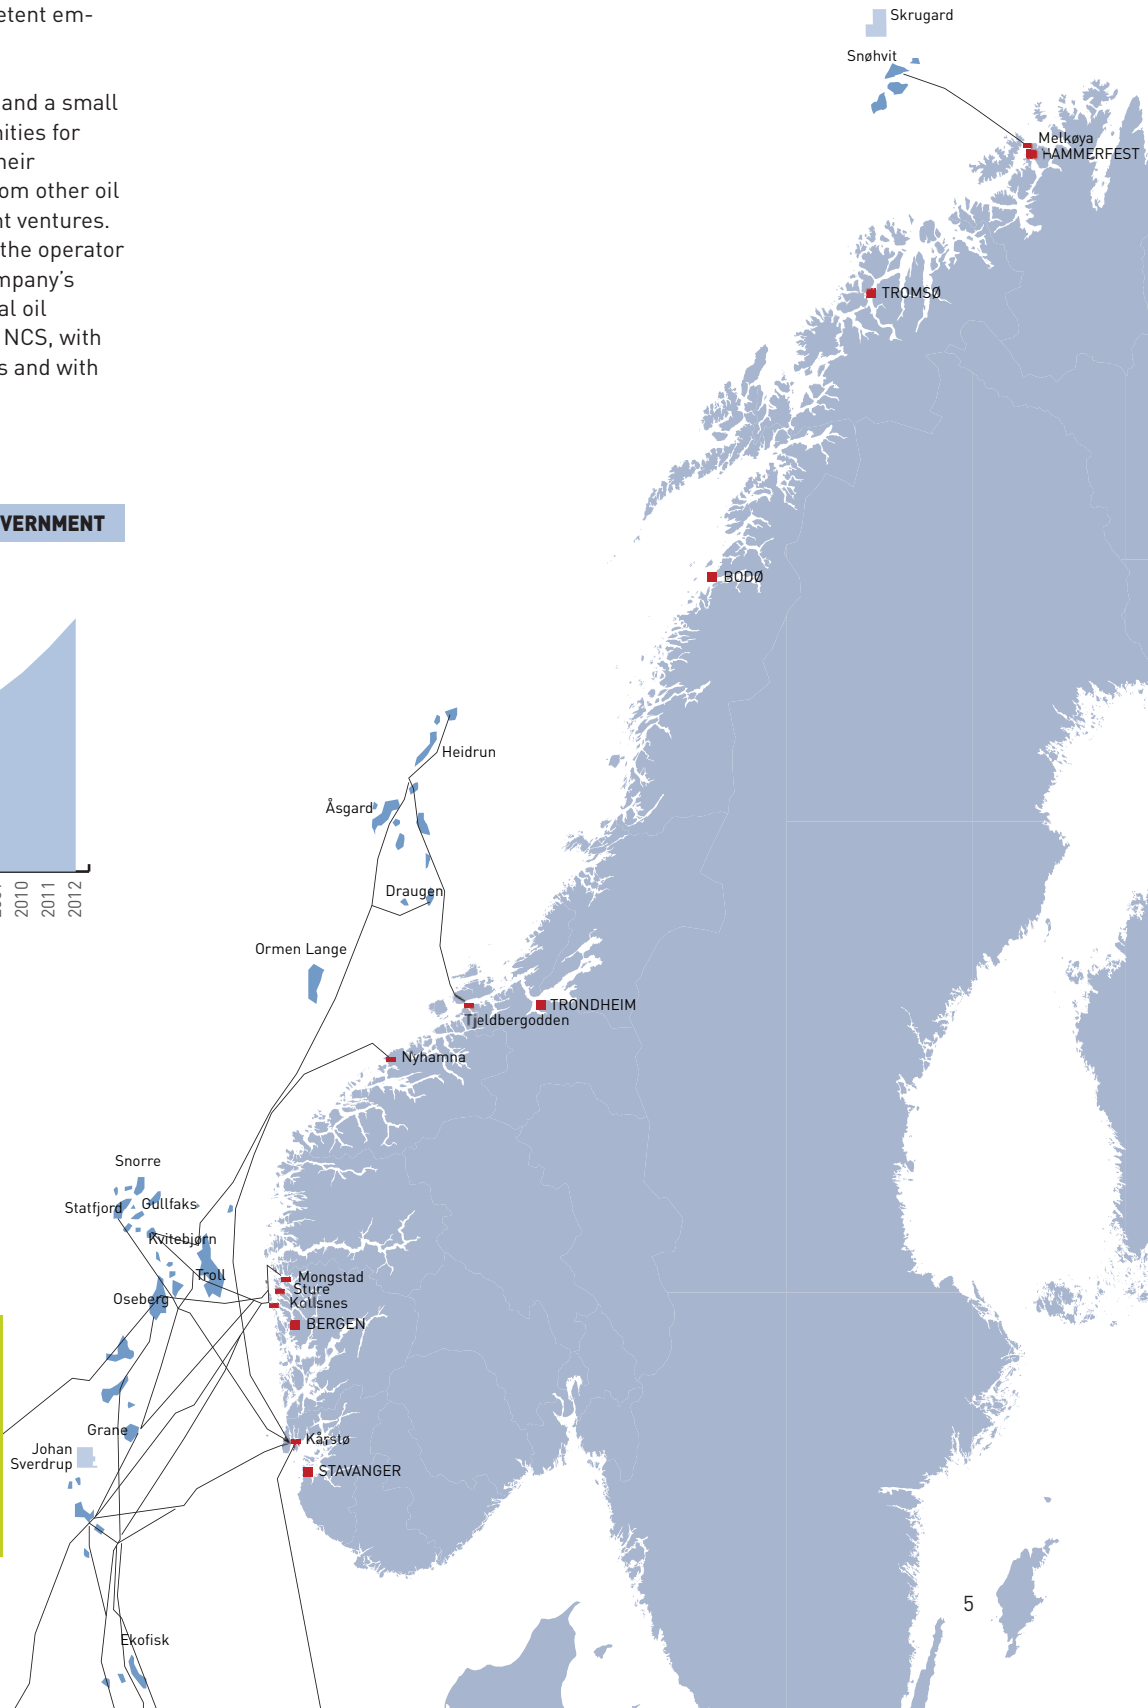 etent em-
and a small
nities for
heir
om other oil
nt ventures.
the operator
mpany's
al oil
NCS, with
s and with
VERNMENT
2010
2011
2012
Skrugard
Snøhvit
Melkøya
HAMMERFEST
TROMSØ
BODØ
Heidrun
Åsgard
Draugen
Ormen Lange
TRONDHEIM
Tjeldbergodden
Nyhamna
Snorre
Statfjord
Gullfaks
Kvitebjørn
Troll
Oseberg
Mongstad
Sture
Kollsnes
BERGEN
Grane
Johan
Sverdrup
Kårstø
STAVANGER
Ekofisk
5